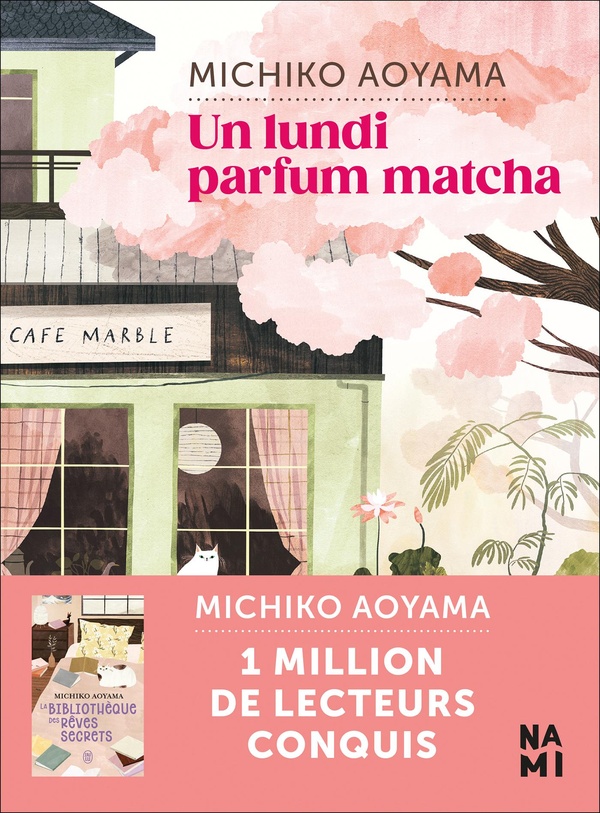 MICHIKO AOYAMA
Un lundi
parfum matcha
CAFE MARBLE
MICHIKO AOYAMA
1 MILLION
DE LECTEURS
CONQUIS
MICHIKO AOYAMA
LA BIBLIOTHÈQUE
DES
RÊVES
SECRETS
NA
MI